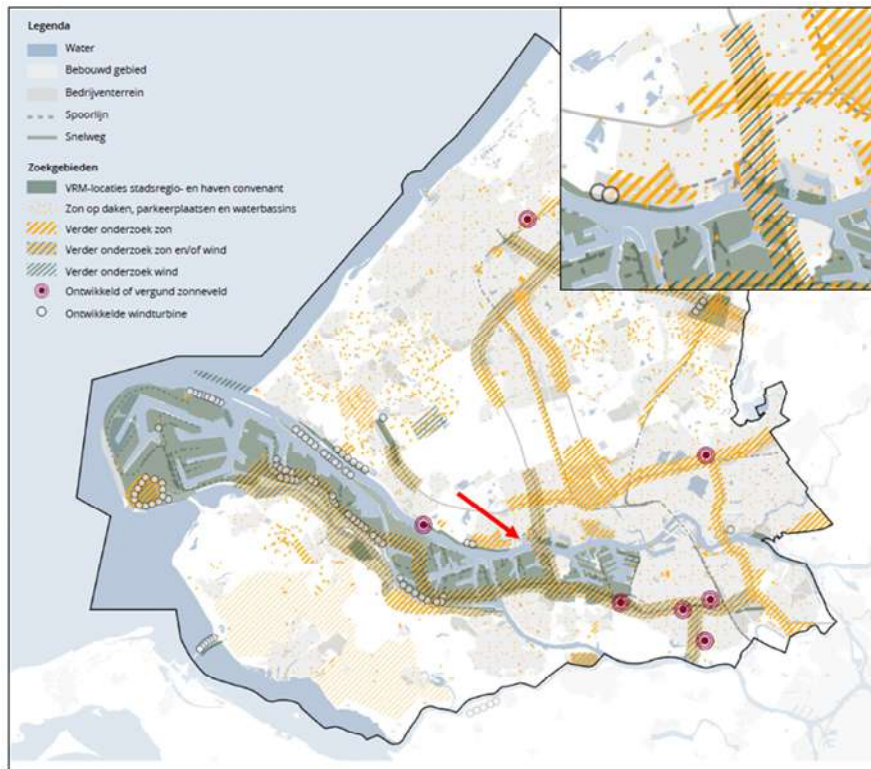 Legenda
Water
Bebouwd gebied
Bedrijventerrein
Spoorlijn
Snelweg
Zoekgebieden
VRM-locaties stadsregio- en haven convenant
Zon op daken, parkeerplaatsen en waterbassins
Verder onderzoek zon
Verder onderzoek zon en/of wind
Verder onderzoek wind
Ontwikkeld of vergund zonneveld
Ontwikkelde windturbine